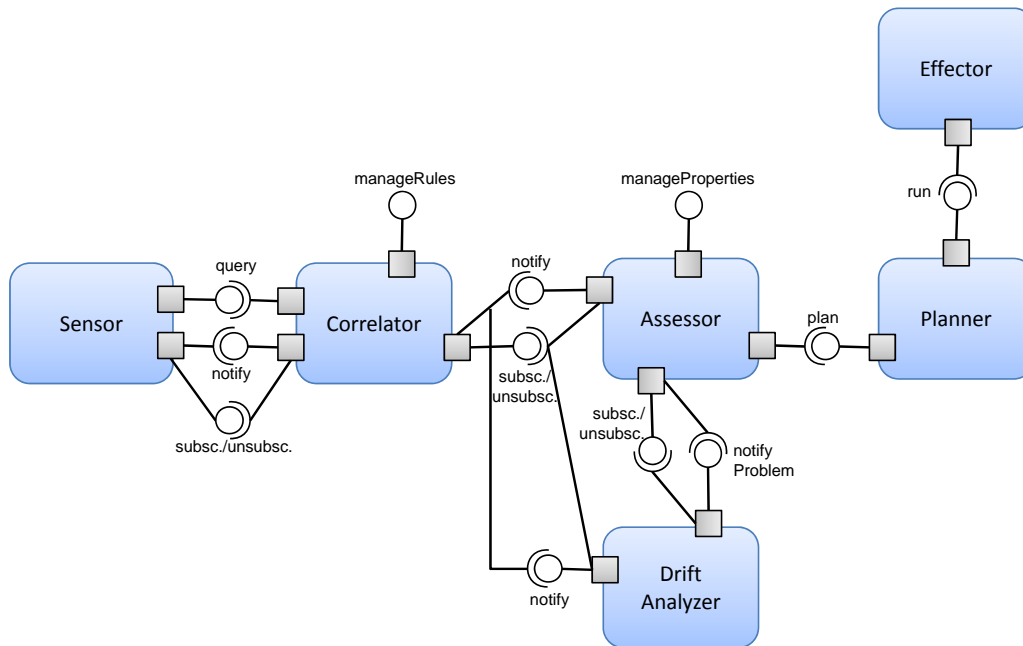 Effector
run
manageRules
manageProperties
query
notify
Sensor
Correlator
Assessor
plan
Planner
notify
subsc./
unsubsc.
subsc./unsubsc.
subsc./
unsubsc.
notify
Problem
Drift
Analyzer
notify